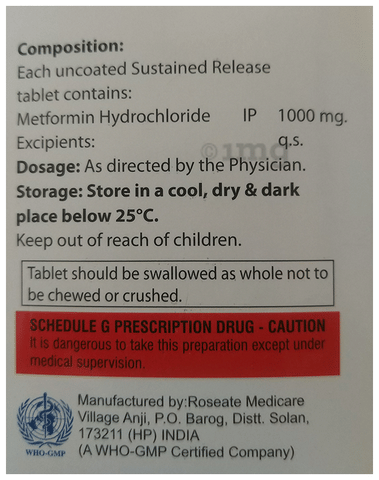 Composition:
Each uncoated Sustained Release
tablet contains:
Metformin Hydrochloride IP 1000 mg.
Excipients: q.s.
©1mg
Dosage: As directed by the Physician.
Storage: Store in a cool, dry & dark
place below 25°C.
Keep out of reach of children.
Tablet should be swallowed as whole not to
be chewed or crushed.
SCHEDULE G PRESCRIPTION DRUG - CAUTION
It is dangerous to take this preparation except under
medical supervision.
Manufactured by:Roseate Medicare
Village Anji, P.O. Barog, Distt. Solan,
173211 (HP) INDIA
(A WHO-GMP Certified Company)
WHO-GMP